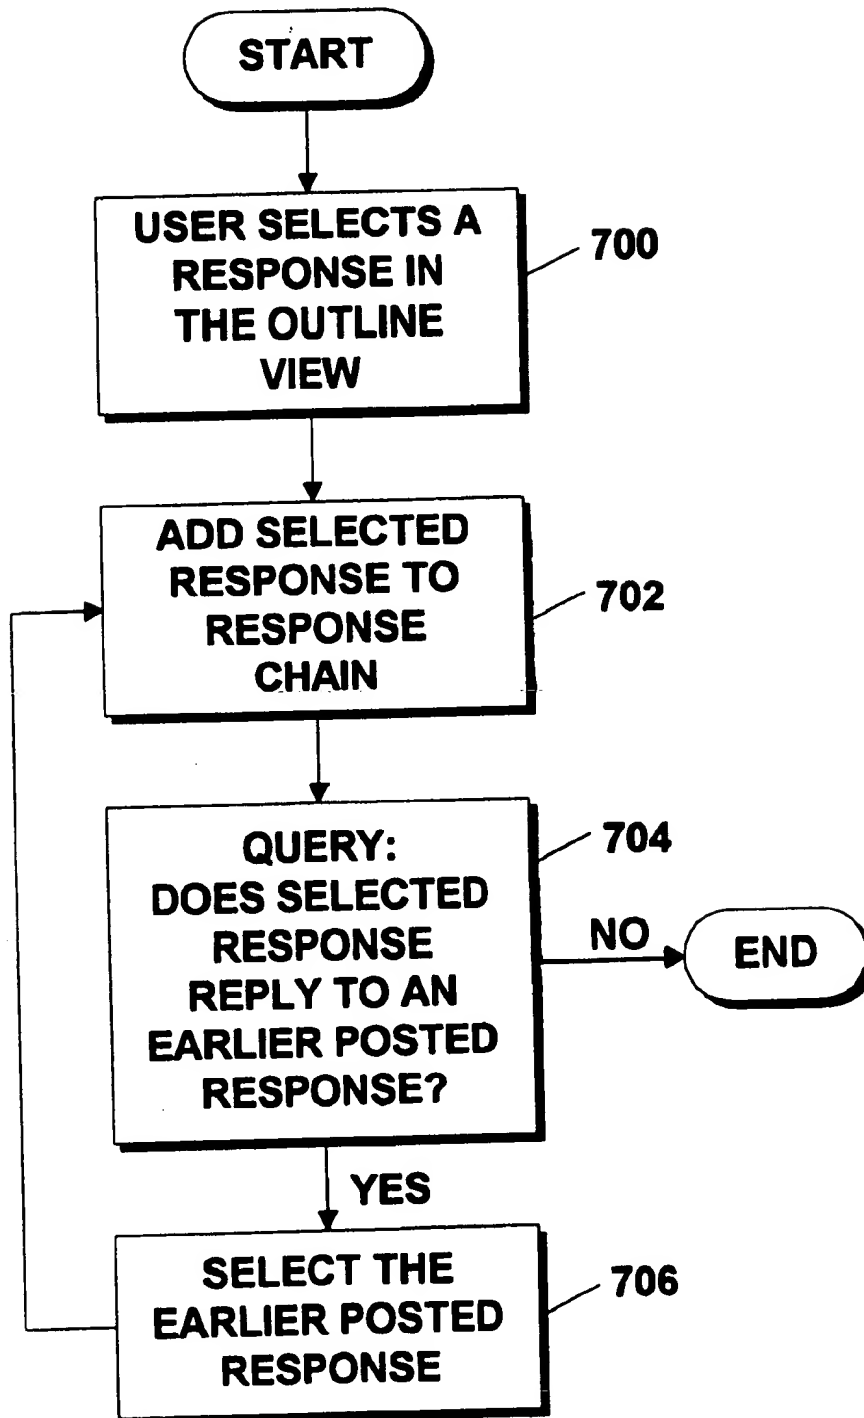 START
USER SELECTS A
RESPONSE IN
THE OUTLINE
VIEW
700
ADD SELECTED
RESPONSE TO
RESPONSE
CHAIN
702
QUERY:
DOES SELECTED
RESPONSE
REPLY TO AN
EARLIER POSTED
RESPONSE?
704
NO
END
YES
SELECT THE
EARLIER POSTED
RESPONSE
706